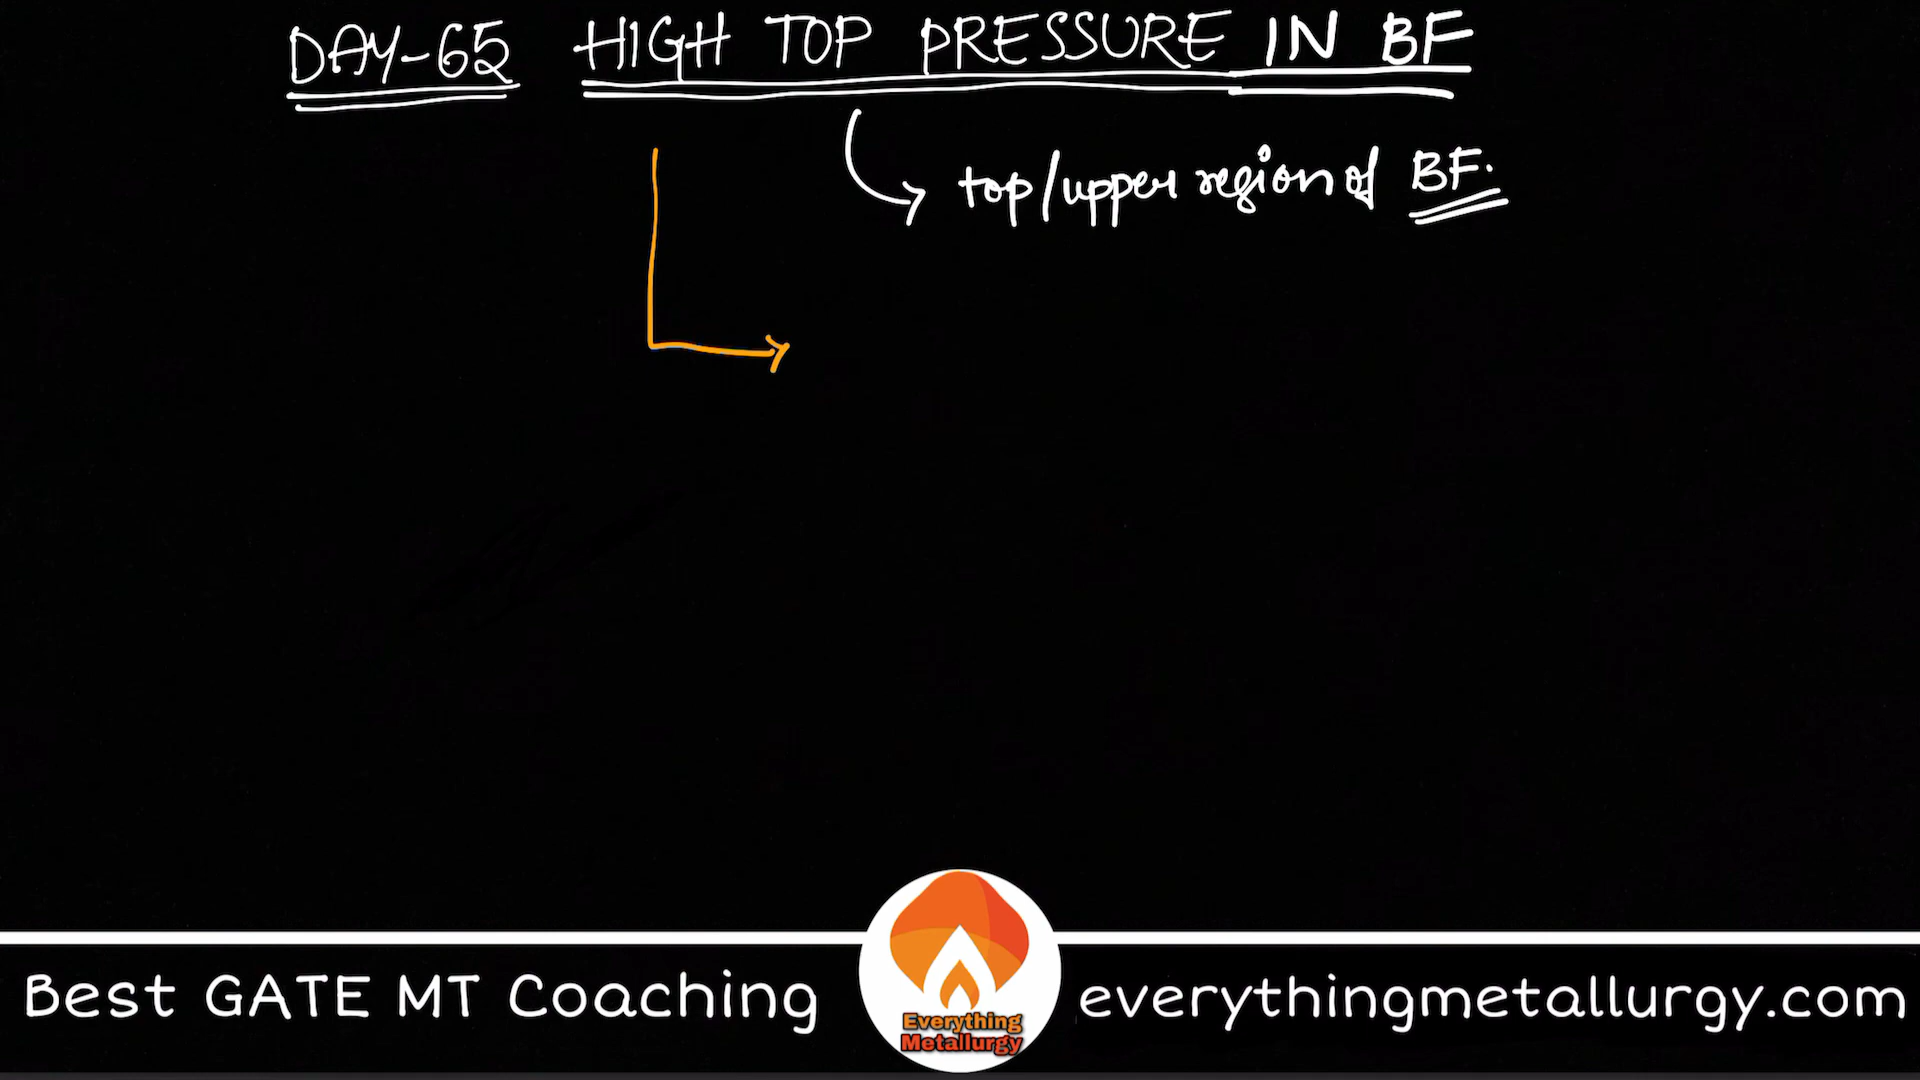 DAY-65 HIGH TOP PRESSURE IN BF
top/upper region of BF.
Best GATE MT Coaching
Everything
Metallurgy
everythingmetallurgy.com